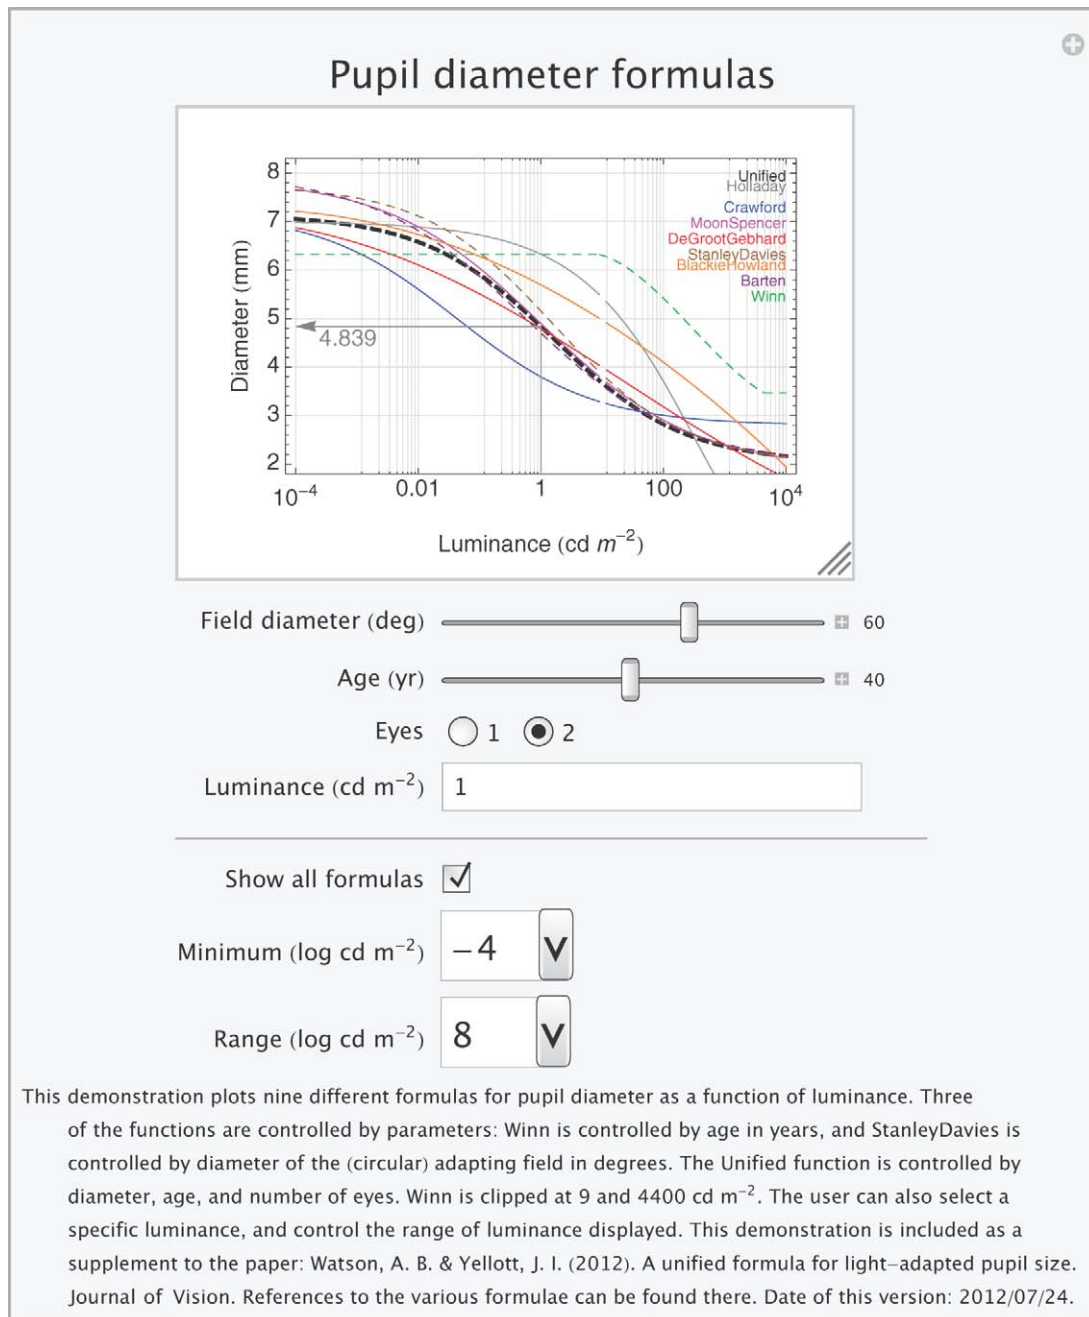 Pupil diameter formulas
8
7
6
5
4
3
2
Diameter (mm)
4.839
Unified
Holladay
Crawford
MoonSpencer
DeGrootGebhard
StanleyDavies
BlackieHowland
Barten
Winn
10⁻⁴ 0.01 1 100 10⁴
Luminance (cd m⁻²)
Field diameter (deg) 60
Age (yr) 40
Eyes 1 2
Luminance (cd m⁻²) 1
Show all formulas
Minimum (log cd m⁻²) −4
Range (log cd m⁻²) 8
This demonstration plots nine different formulas for pupil diameter as a function of luminance. Three
of the functions are controlled by parameters: Winn is controlled by age in years, and StanleyDavies is
controlled by diameter of the (circular) adapting field in degrees. The Unified function is controlled by
diameter, age, and number of eyes. Winn is clipped at 9 and 4400 cd m⁻². The user can also select a
specific luminance, and control the range of luminance displayed. This demonstration is included as a
supplement to the paper: Watson, A. B. & Yellott, J. I. (2012). A unified formula for light−adapted pupil size.
Journal of Vision. References to the various formulae can be found there. Date of this version: 2012/07/24.